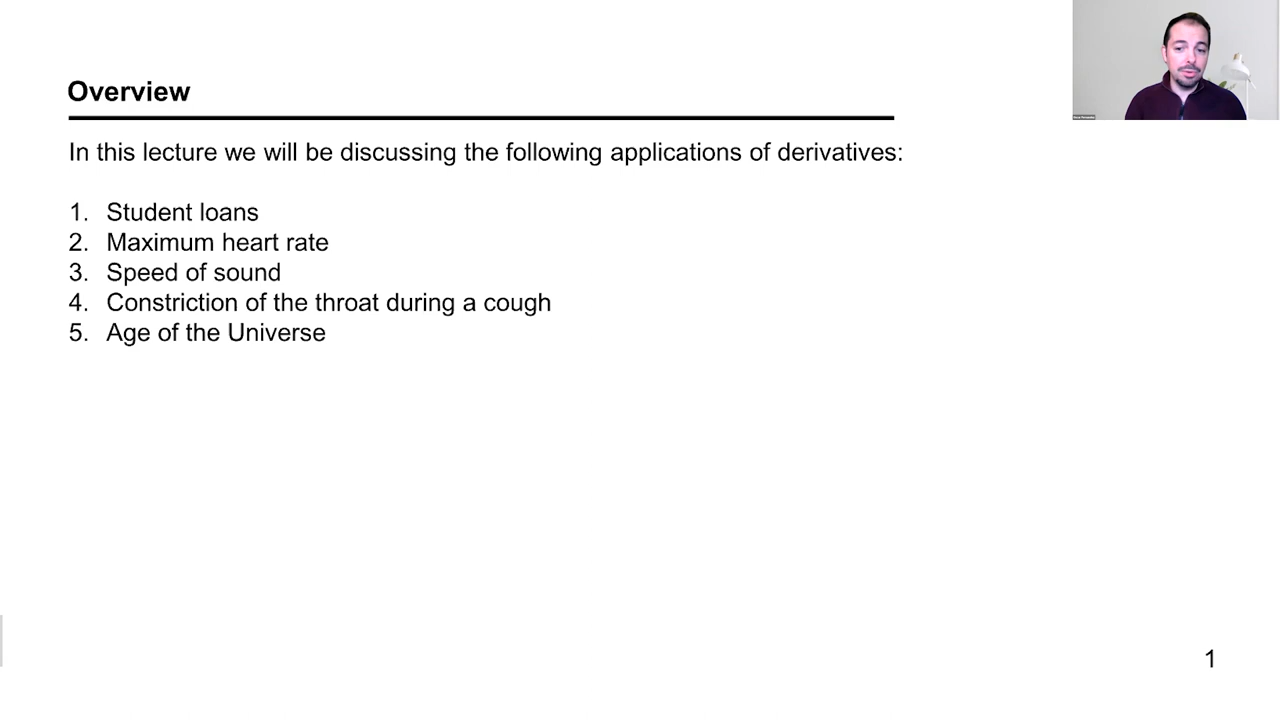 Overview
In this lecture we will be discussing the following applications of derivatives:
1. Student loans
2. Maximum heart rate
3. Speed of sound
4. Constriction of the throat during a cough
5. Age of the Universe
1